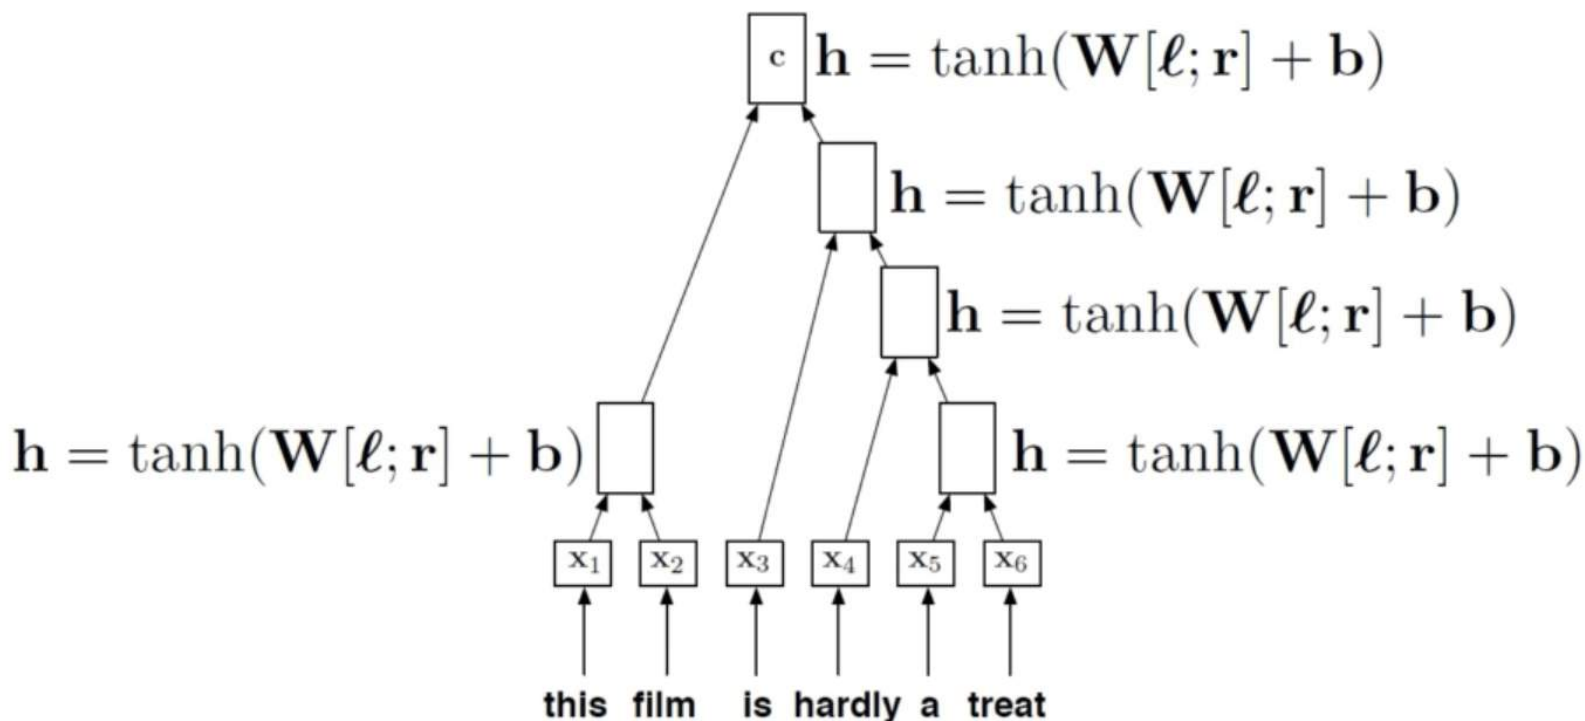 c h = tanh(W[ℓ; r] + b)
h = tanh(W[ℓ; r] + b)
h = tanh(W[ℓ; r] + b)
h = tanh(W[ℓ; r] + b) h = tanh(W[ℓ; r] + b)
x₁ x₂ x₃ x₄ x₅ x₆
this film is hardly a treat